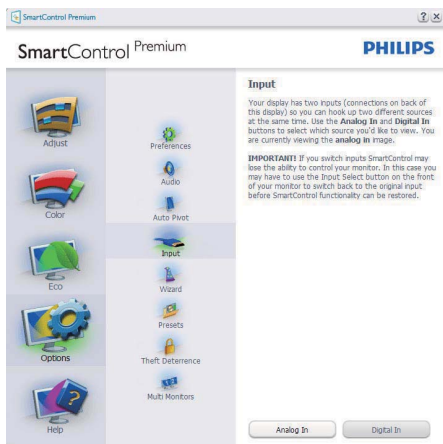 SmartControl Premium
SmartControl Premium
PHILIPS
Adjust
Color
Eco
Options
Help
Preferences
Audio
Auto Pivot
Input
Wizard
Presets
Theft Deterrence
Multi Monitors
Input
Your display has two inputs (connections on back of
this display) so you can hook up two different sources
at the same time. Use the Analog In and Digital In
buttons to select which source you'd like to view. You
are currently viewing the analog in image.
IMPORTANT! If you switch inputs SmartControl may
lose the ability to control your monitor. In this case you
may have to use the Input Select button on the front
of your monitor to switch back to the original input
before SmartControl functionality can be restored.
Analog In
Digital In